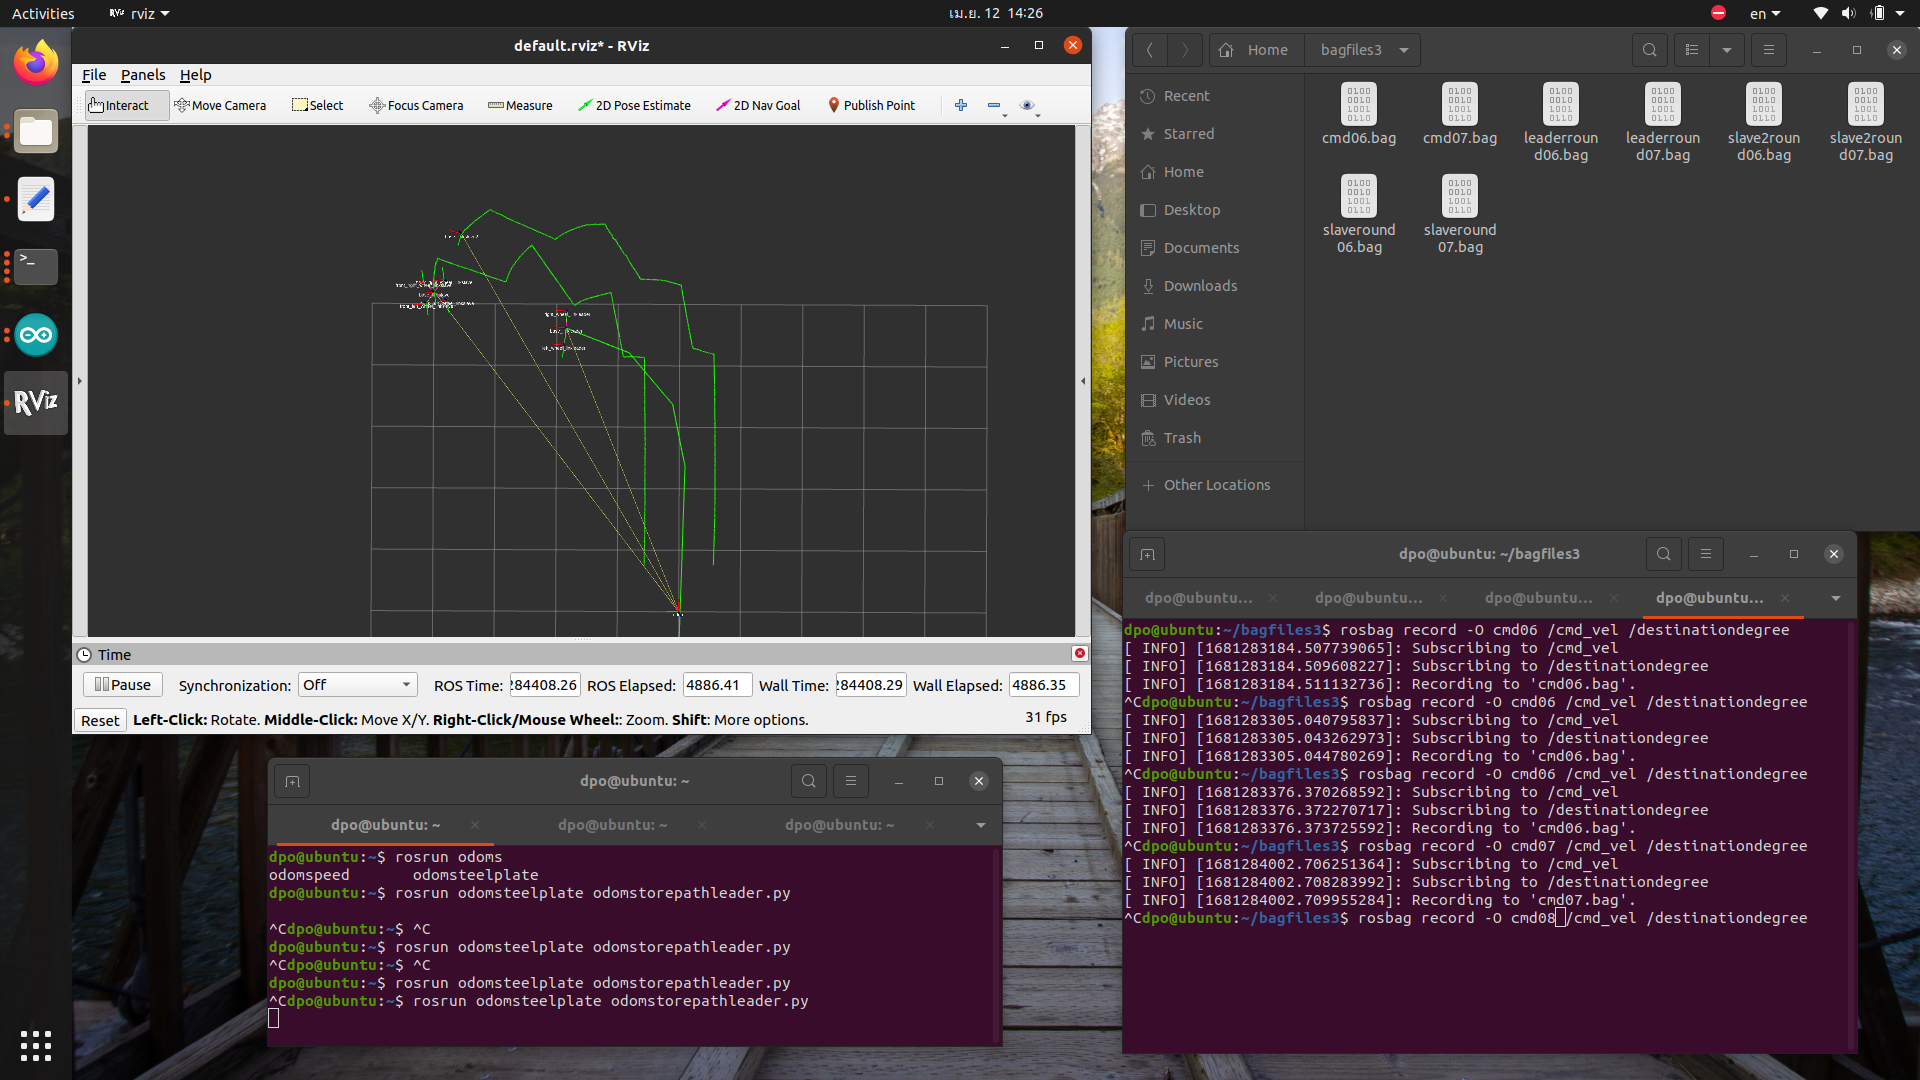 Activities
rviz
เม.ย. 12 14:26
en
default.rviz* - RViz
File Panels Help
Interact Move Camera Select Focus Camera Measure 2D Pose Estimate 2D Nav Goal Publish Point
Time
Pause Synchronization: Off ROS Time: 284408.26 ROS Elapsed: 4886.41 Wall Time: 284408.29 Wall Elapsed: 4886.35
Reset Left-Click: Rotate. Middle-Click: Move X/Y. Right-Click/Mouse Wheel:: Zoom. Shift: More options. 31 fps
RViz
Home bagfiles3
Recent
Starred
Home
Desktop
Documents
Downloads
Music
Pictures
Videos
Trash
Other Locations
cmd06.bag
cmd07.bag
leaderroun
d06.bag
leaderroun
d07.bag
slave2roun
d06.bag
slave2roun
d07.bag
slaveround
06.bag
slaveround
07.bag
dpo@ubuntu: ~
dpo@ubuntu: ~ dpo@ubuntu: ~ dpo@ubuntu: ~
dpo@ubuntu:~$ rosrun odoms
odomspeed odomsteelplate
dpo@ubuntu:~$ rosrun odomsteelplate odomstorepathleader.py
^Cdpo@ubuntu:~$ ^C
dpo@ubuntu:~$ rosrun odomsteelplate odomstorepathleader.py
^Cdpo@ubuntu:~$ ^C
dpo@ubuntu:~$ rosrun odomsteelplate odomstorepathleader.py
^Cdpo@ubuntu:~$ rosrun odomsteelplate odomstorepathleader.py
dpo@ubuntu: ~/bagfiles3
dpo@ubuntu... dpo@ubuntu... dpo@ubuntu... dpo@ubuntu...
dpo@ubuntu:~/bagfiles3$ rosbag record -O cmd06 /cmd_vel /destinationdegree
[ INFO] [1681283184.507739065]: Subscribing to /cmd_vel
[ INFO] [1681283184.509608227]: Subscribing to /destinationdegree
[ INFO] [1681283184.511132736]: Recording to 'cmd06.bag'.
^Cdpo@ubuntu:~/bagfiles3$ rosbag record -O cmd06 /cmd_vel /destinationdegree
[ INFO] [1681283305.040795837]: Subscribing to /cmd_vel
[ INFO] [1681283305.043262973]: Subscribing to /destinationdegree
[ INFO] [1681283305.044780269]: Recording to 'cmd06.bag'.
^Cdpo@ubuntu:~/bagfiles3$ rosbag record -O cmd06 /cmd_vel /destinationdegree
[ INFO] [1681283376.370268592]: Subscribing to /cmd_vel
[ INFO] [1681283376.372270717]: Subscribing to /destinationdegree
[ INFO] [1681283376.373725592]: Recording to 'cmd06.bag'.
^Cdpo@ubuntu:~/bagfiles3$ rosbag record -O cmd07 /cmd_vel /destinationdegree
[ INFO] [1681284002.706251364]: Subscribing to /cmd_vel
[ INFO] [1681284002.708283992]: Subscribing to /destinationdegree
[ INFO] [1681284002.709955284]: Recording to 'cmd07.bag'.
^Cdpo@ubuntu:~/bagfiles3$ rosbag record -O cmd08 /cmd_vel /destinationdegree